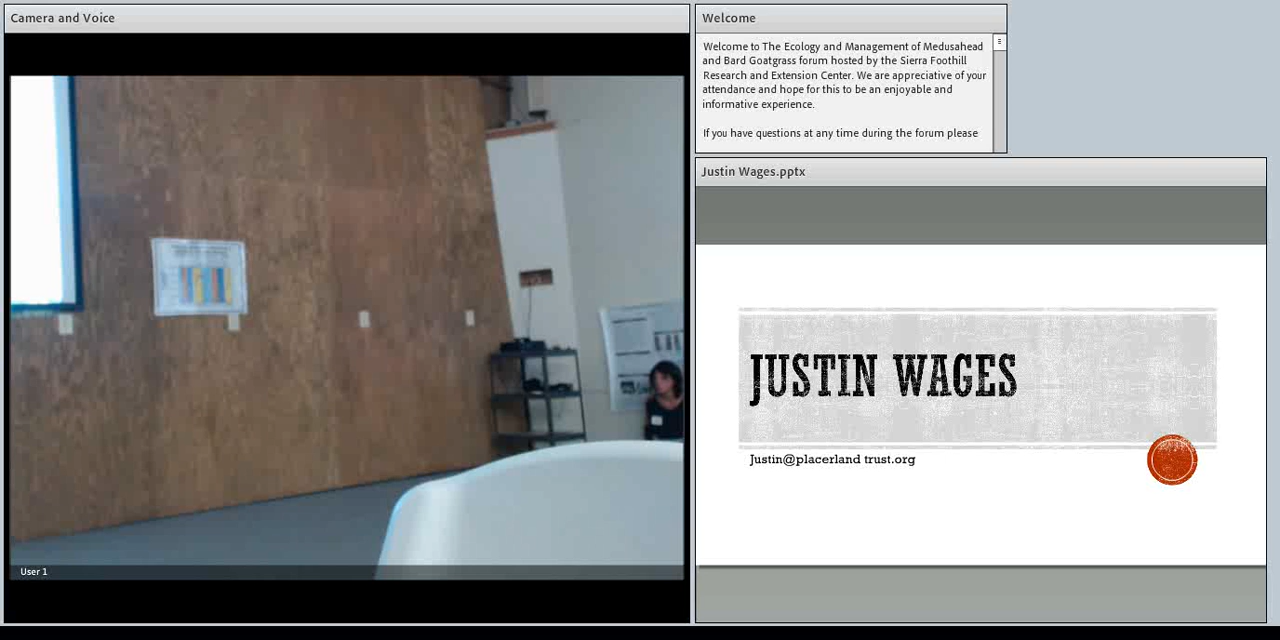 Camera and Voice
User 1
Welcome
Welcome to The Ecology and Management of Medusahead
and Bard Goatgrass forum hosted by the Sierra Foothill
Research and Extension Center. We are appreciative of your
attendance and hope for this to be an enjoyable and
informative experience.
If you have questions at any time during the forum please
Justin Wages.pptx
JUSTIN WAGES
Justin@placerland trust.org